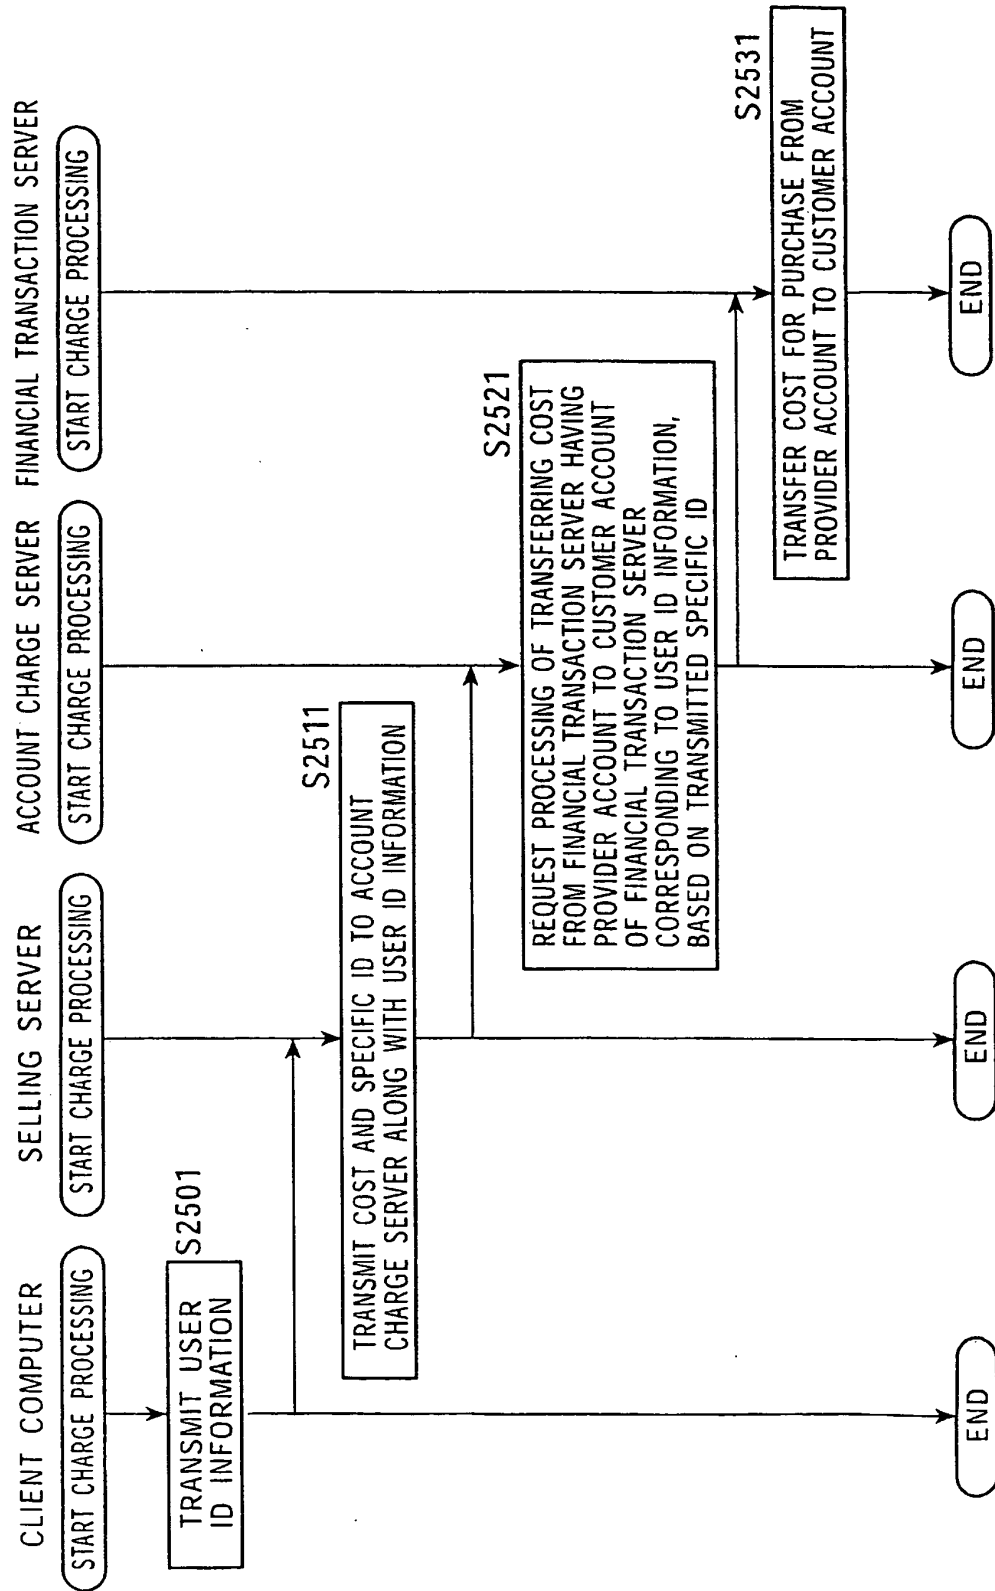 CLIENT COMPUTER
START CHARGE PROCESSING
S2501
TRANSMIT USER
ID INFORMATION
END
SELLING SERVER
START CHARGE PROCESSING
S2511
TRANSMIT COST AND SPECIFIC ID TO ACCOUNT
CHARGE SERVER ALONG WITH USER ID INFORMATION
END
ACCOUNT CHARGE SERVER
START CHARGE PROCESSING
S2521
REQUEST PROCESSING OF TRANSFERRING COST
FROM FINANCIAL TRANSACTION SERVER HAVING
PROVIDER ACCOUNT TO CUSTOMER ACCOUNT
OF FINANCIAL TRANSACTION SERVER
CORRESPONDING TO USER ID INFORMATION,
BASED ON TRANSMITTED SPECIFIC ID
END
FINANCIAL TRANSACTION SERVER
START CHARGE PROCESSING
S2531
TRANSFER COST FOR PURCHASE FROM
PROVIDER ACCOUNT TO CUSTOMER ACCOUNT
END